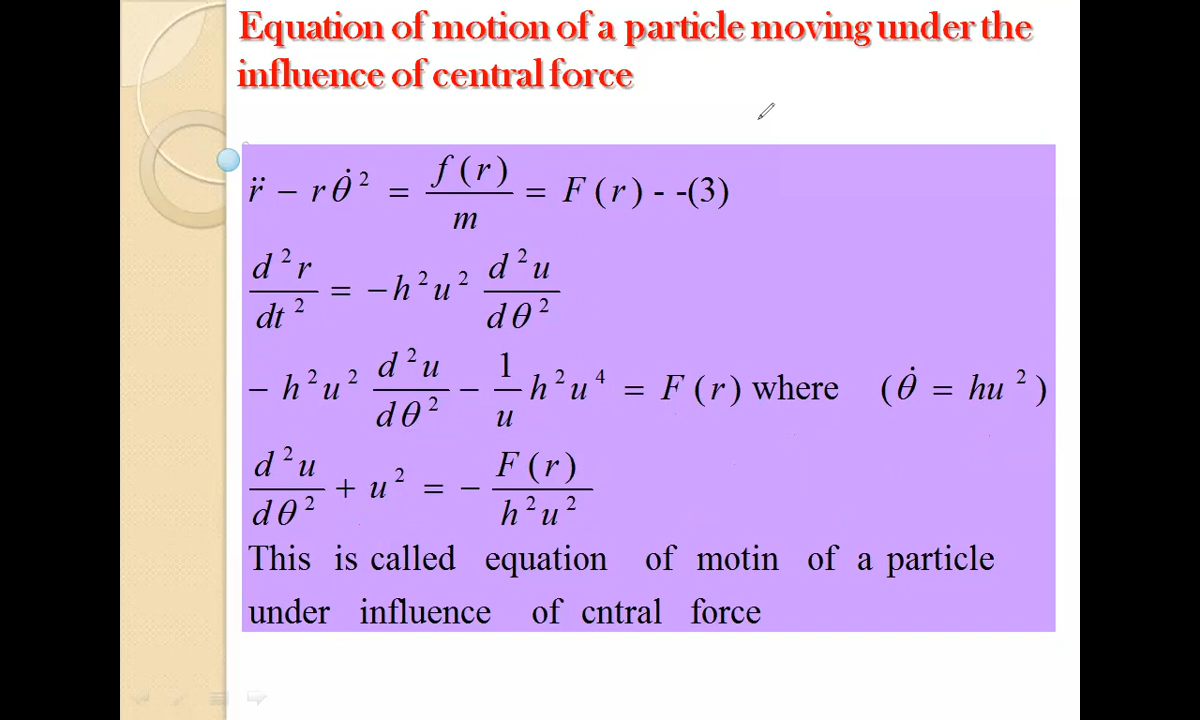 Equation of motion of a particle moving under the
influence of central force
r̈ − rθ̇² = f(r)/m = F(r) - -(3)
d²r/dt² = −h²u² d²u/dθ²
− h²u² d²u/dθ² − 1/u h²u⁴ = F(r) where (θ̇ = hu²)
d²u/dθ² + u² = − F(r)/h²u²
This is called equation of motin of a particle
under influence of cntral force